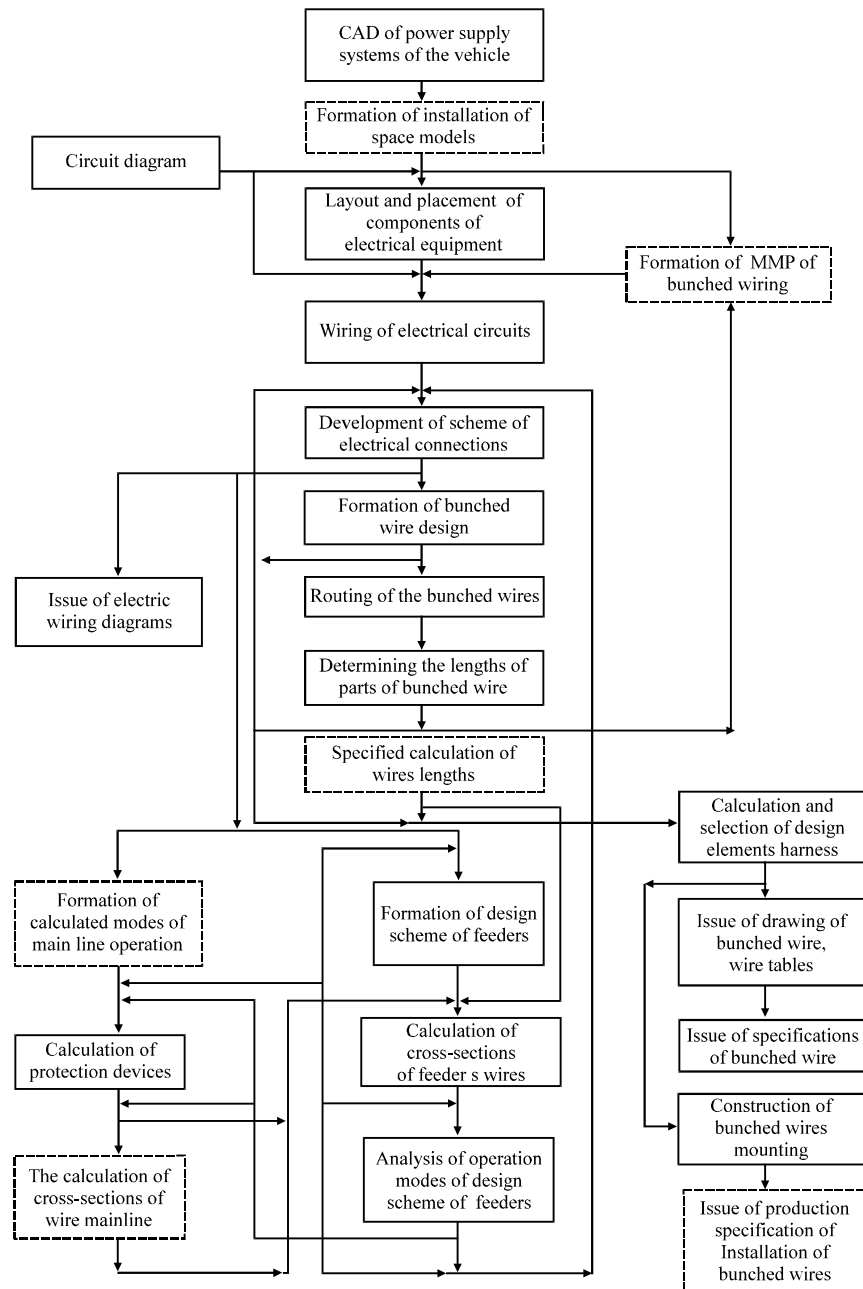 CAD of power supply
systems of the vehicle
Formation of installation of
space models
Circuit diagram
Layout and placement of
components of
electrical equipment
Formation of MMP of
bunched wiring
Wiring of electrical circuits
Development of scheme of
electrical connections
Formation of bunched
wire design
Issue of electric
wiring diagrams
Routing of the bunched wires
Determining the lengths of
parts of bunched wire
Specified calculation of
wires lengths
Calculation and
selection of design
elements harness
Formation of
calculated modes of
main line operation
Formation of design
scheme of feeders
Issue of drawing of
bunched wire,
wire tables
Calculation of
protection devices
Calculation of
cross-sections
of feeder s wires
Issue of specifications
of bunched wire
Construction of
bunched wires
mounting
The calculation of
cross-sections of
wire mainline
Analysis of operation
modes of design
scheme of feeders
Issue of production
specification of
Installation of
bunched wires